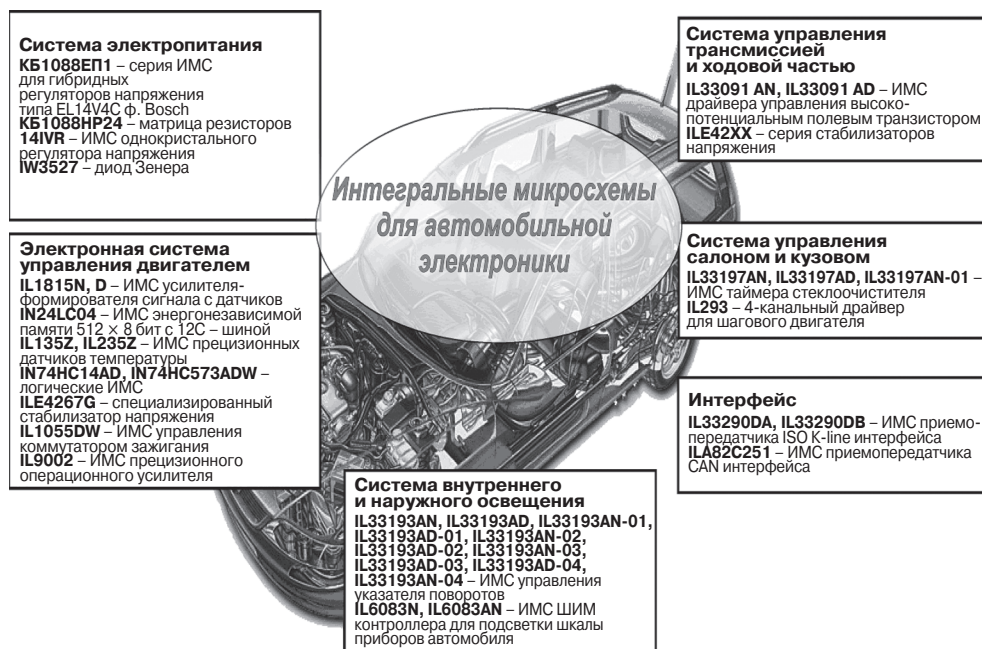 Система электропитания
КБ1088ЕП1 – серия ИМС
для гибридных
регуляторов напряжения
типа EL14V4C ф. Bosch
КБ1088НР24 – матрица резисторов
14IVR – ИМС однокристального
регулятора напряжения
IW3527 – диод Зенера
Электронная система
управления двигателем
IL1815N, D – ИМС усилителя-
формирователя сигнала с датчиков
IN24LC04 – ИМС энергонезависимой
памяти 512 × 8 бит с 12С – шиной
IL135Z, IL235Z – ИМС прецизионных
датчиков температуры
IN74HC14AD, IN74HC573ADW –
логические ИМС
ILE4267G – специализированный
стабилизатор напряжения
IL1055DW – ИМС управления
коммутатором зажигания
IL9002 – ИМС прецизионного
операционного усилителя
Интегральные микросхемы
для автомобильной
электроники
Система внутреннего
и наружного освещения
IL33193AN, IL33193AD, IL33193AN-01,
IL33193AD-01, IL33193AN-02,
IL33193AD-02, IL33193AN-03,
IL33193AD-03, IL33193AD-04,
IL33193AN-04 – ИМС управления
указателя поворотов
IL6083N, IL6083AN – ИМС ШИМ
контроллера для подсветки шкалы
приборов автомобиля
Система управления
трансмиссией
и ходовой частью
IL33091 AN, IL33091 AD – ИМС
драйвера управления высоко-
потенциальным полевым транзистором
ILE42XX – серия стабилизаторов
напряжения
Система управления
салоном и кузовом
IL33197AN, IL33197AD, IL33197AN-01 –
ИМС таймера стеклоочистителя
IL293 – 4-канальный драйвер
для шагового двигателя
Интерфейс
IL33290DA, IL33290DB – ИМС приемо-
передатчика ISO K-line интерфейса
ILA82C251 – ИМС приемопередатчика
CAN интерфейса